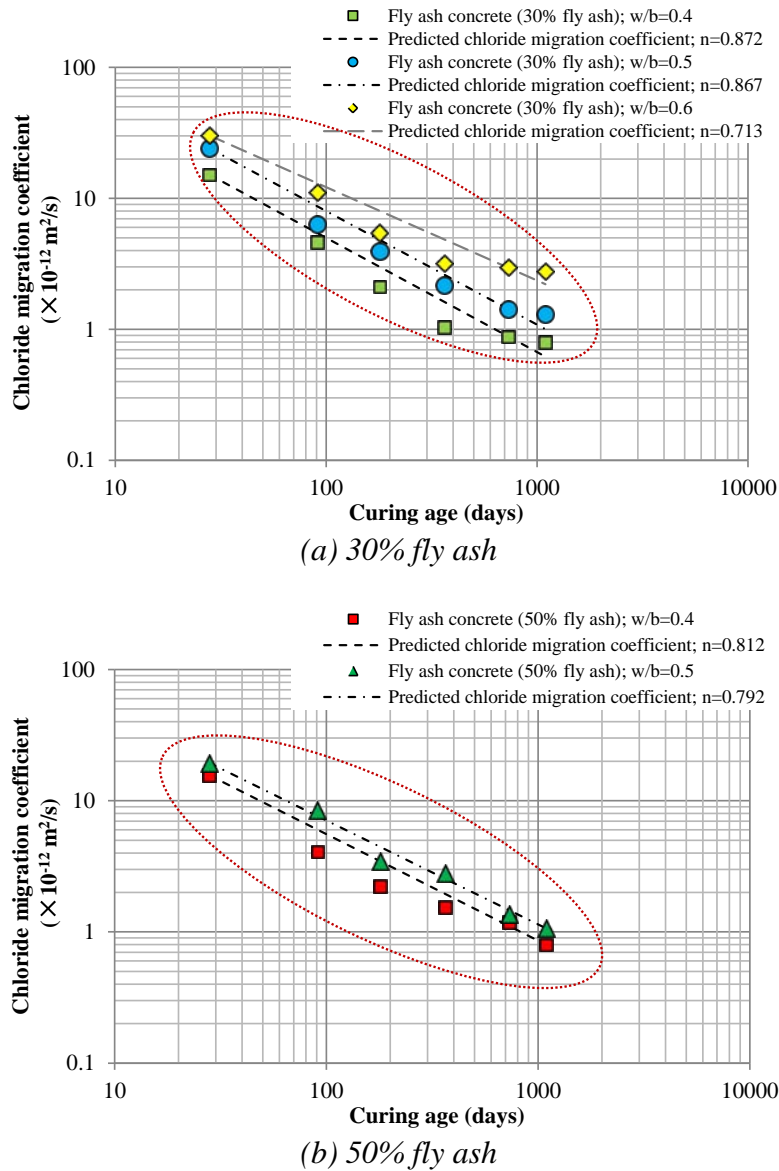 Fly ash concrete (30% fly ash); w/b=0.4
Predicted chloride migration coefficient; n=0.872
Fly ash concrete (30% fly ash); w/b=0.5
Predicted chloride migration coefficient; n=0.867
Fly ash concrete (30% fly ash); w/b=0.6
Predicted chloride migration coefficient; n=0.713
Chloride migration coefficient
(×10⁻¹² m²/s)
100
10
1
0.1
10 100 1000 10000
Curing age (days)
(a) 30% fly ash
Fly ash concrete (50% fly ash); w/b=0.4
Predicted chloride migration coefficient; n=0.812
Fly ash concrete (50% fly ash); w/b=0.5
Predicted chloride migration coefficient; n=0.792
Chloride migration coefficient
(×10⁻¹² m²/s)
100
10
1
0.1
10 100 1000 10000
Curing age (days)
(b) 50% fly ash